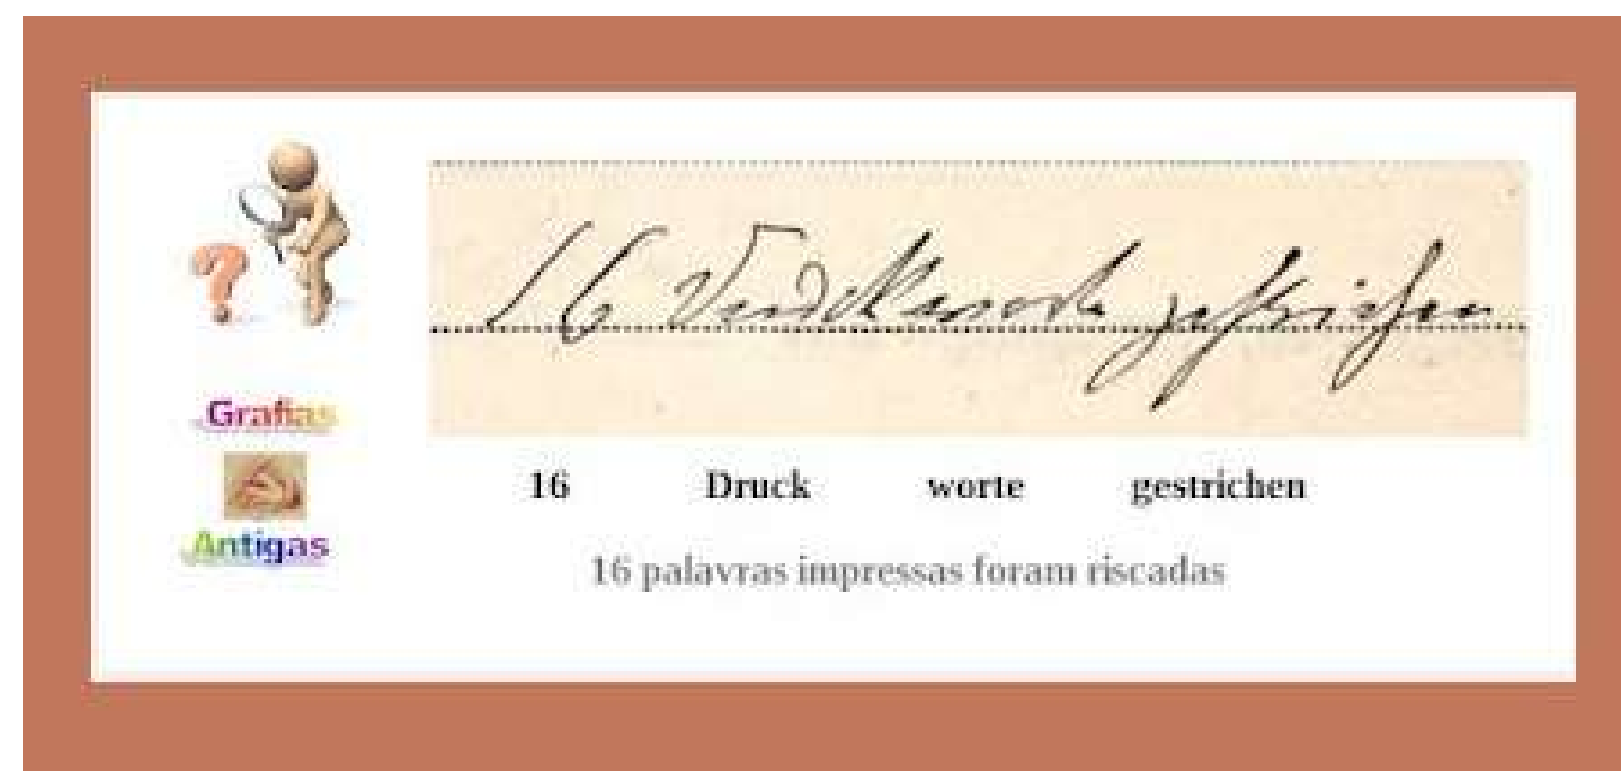 16 Druckworte gestrichen
Grafias
Antigas
16 Druck worte gestrichen
16 palavras impressas foram riscadas